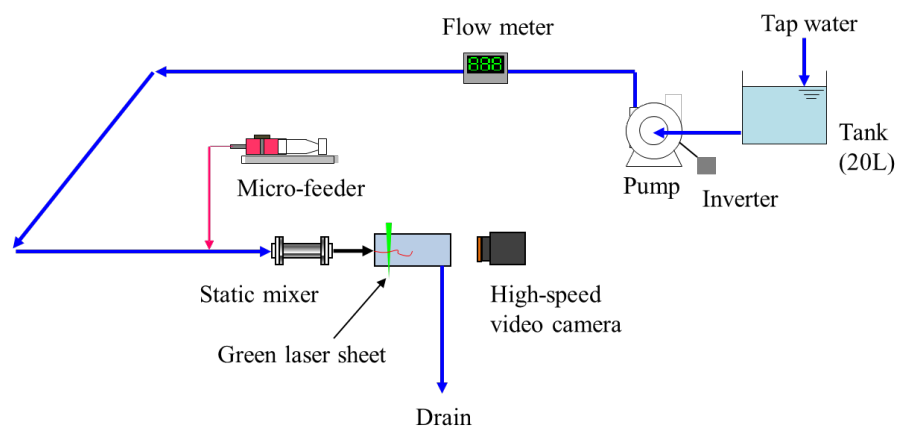 Flow meter
Tap water
888
Tank
(20L)
Micro-feeder
Pump
Inverter
Static mixer
High-speed
video camera
Green laser sheet
Drain